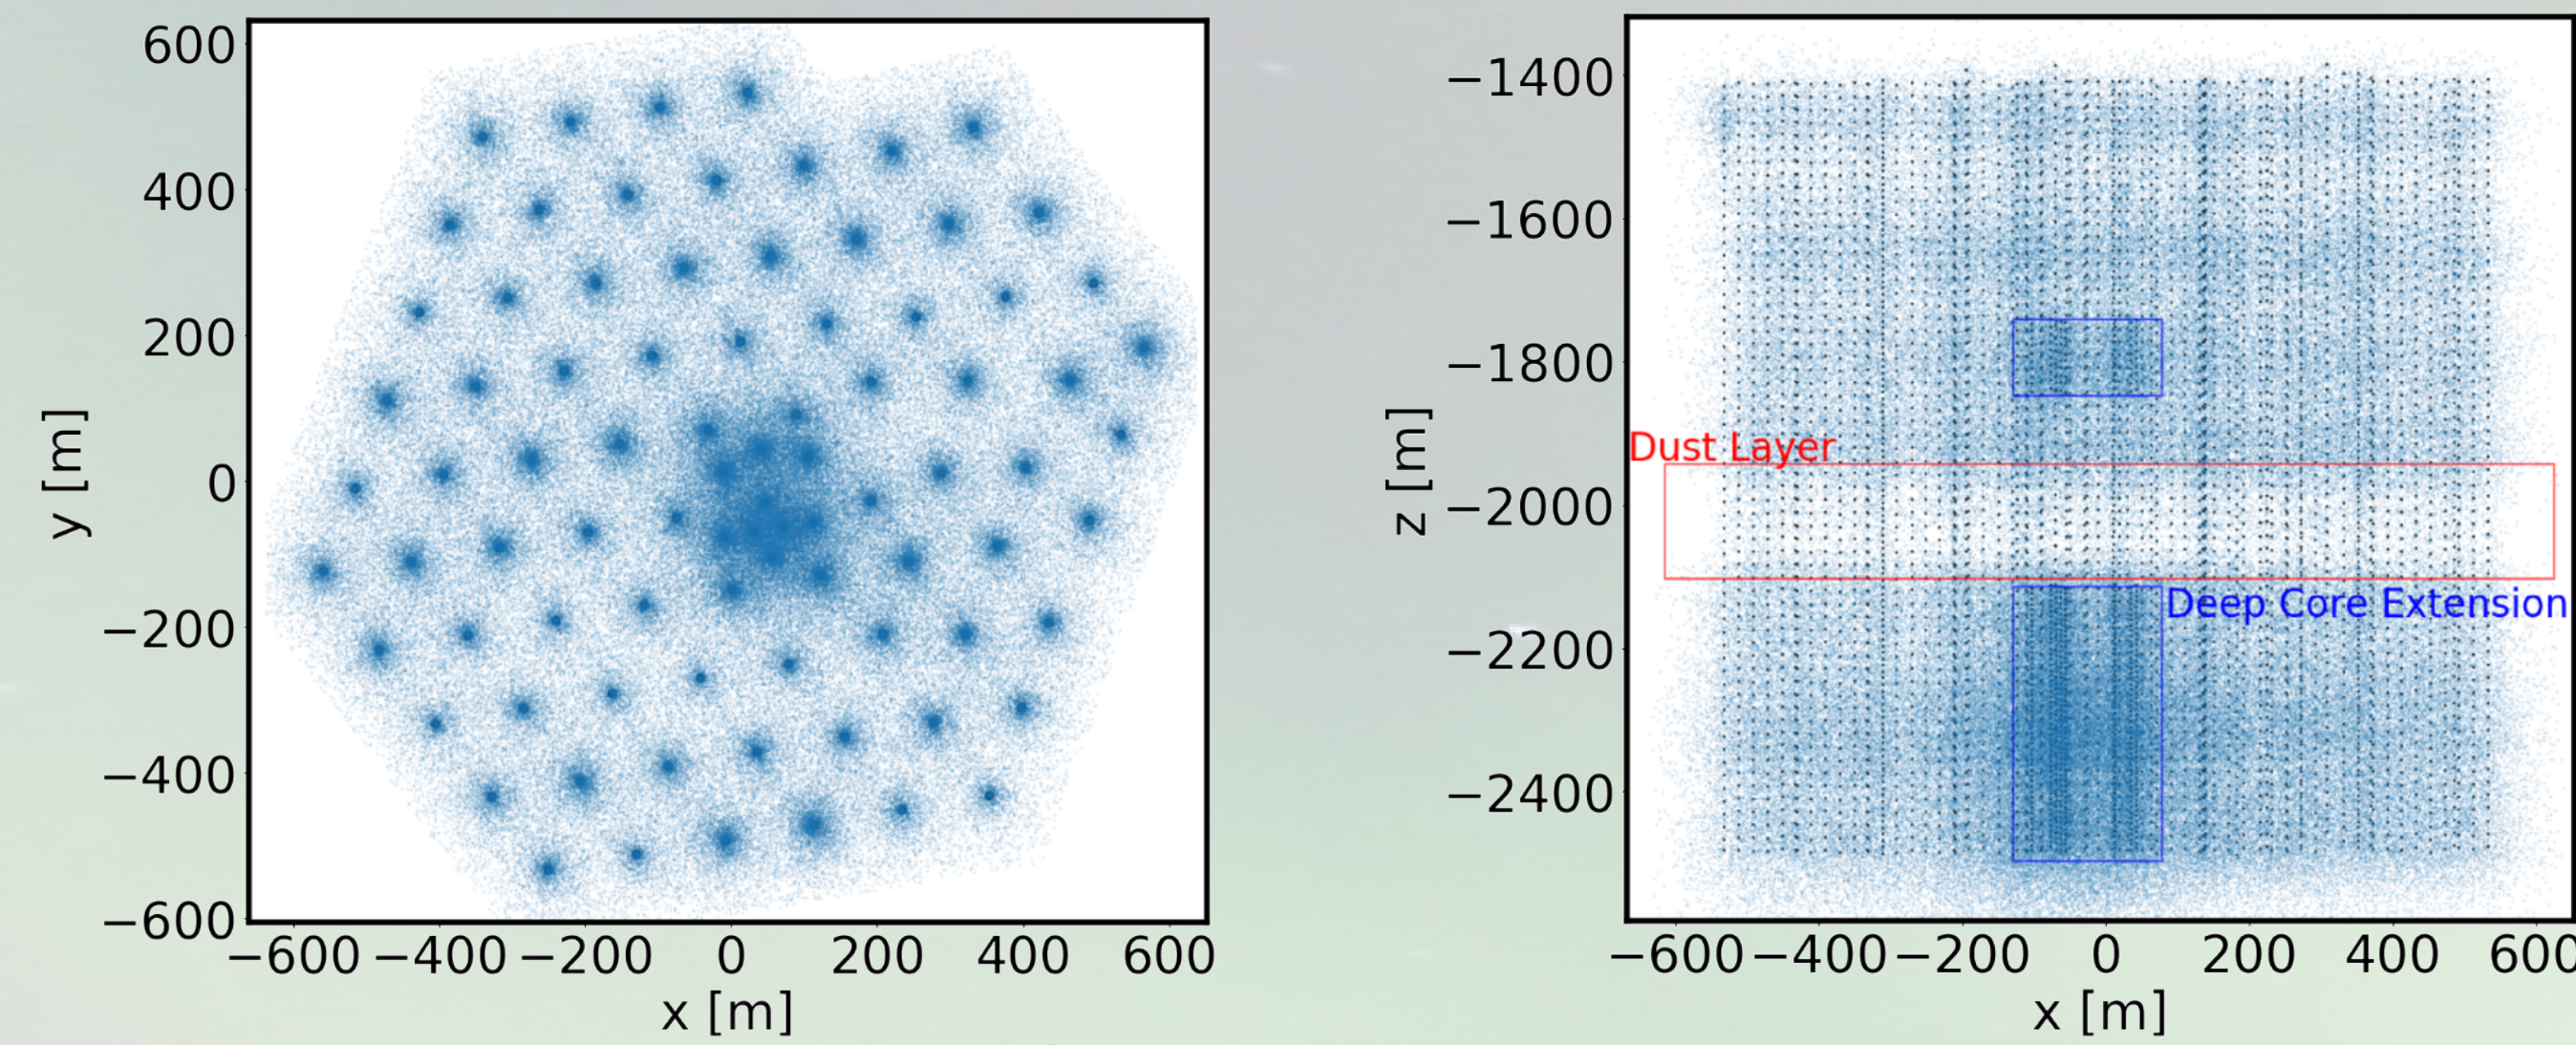 600
400
200
0
−200
−400
−600
y [m]
−600 −400 −200 0 200 400 600
x [m]
−1400
−1600
−1800
−2000
−2200
−2400
z [m]
Dust Layer
Deep Core Extension
−600 −400 −200 0 200 400 600
x [m]